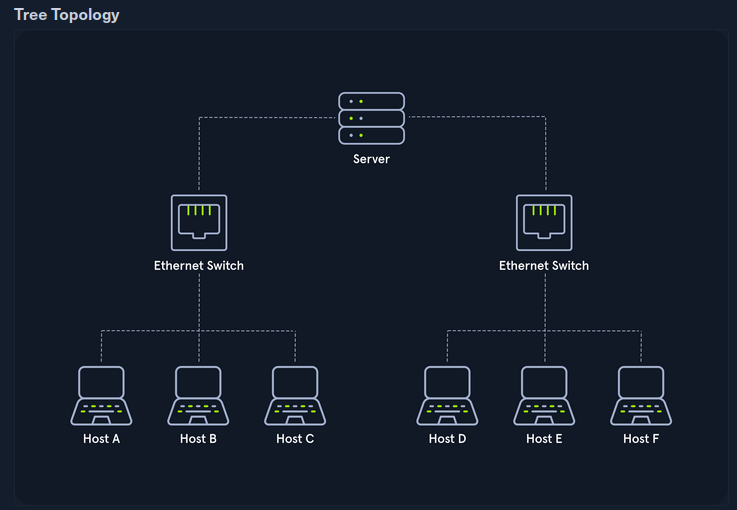 Tree Topology
Server
Ethernet Switch
Ethernet Switch
Host A
Host B
Host C
Host D
Host E
Host F